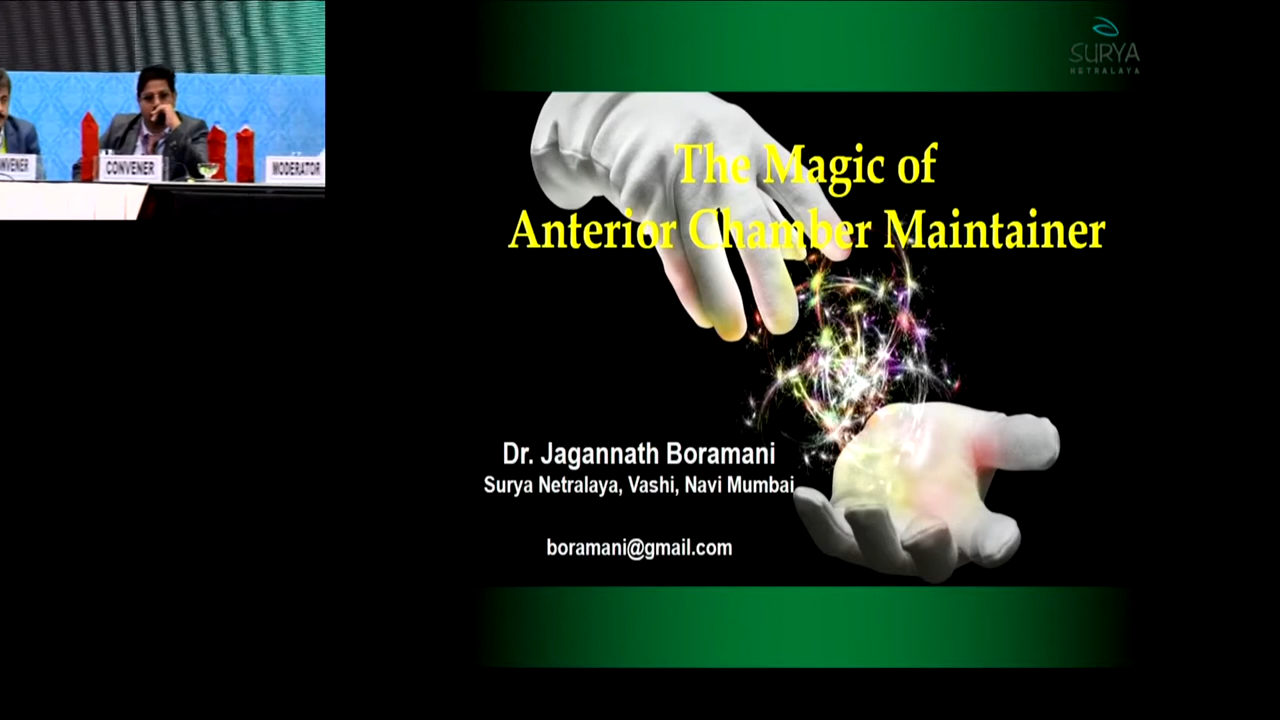 SURYA
NETRALAYA
NVENER
CONVENER
MODERATOR
The Magic of
Anterior Chamber Maintainer
Dr. Jagannath Boramani
Surya Netralaya, Vashi, Navi Mumbai
boramani@gmail.com